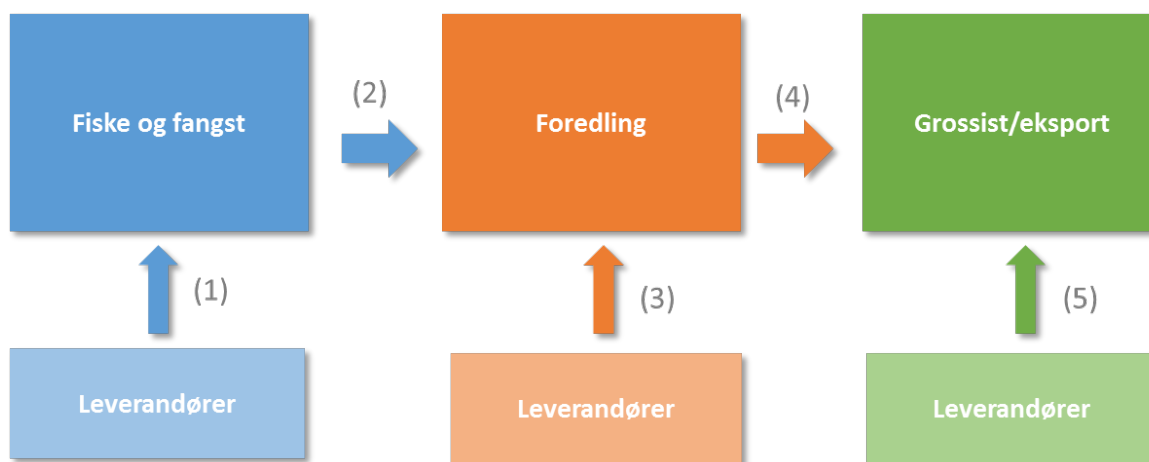 (2)
(4)
Fiske og fangst
Foredling
Grossist/eksport
(1)
(3)
(5)
Leverandører
Leverandører
Leverandører